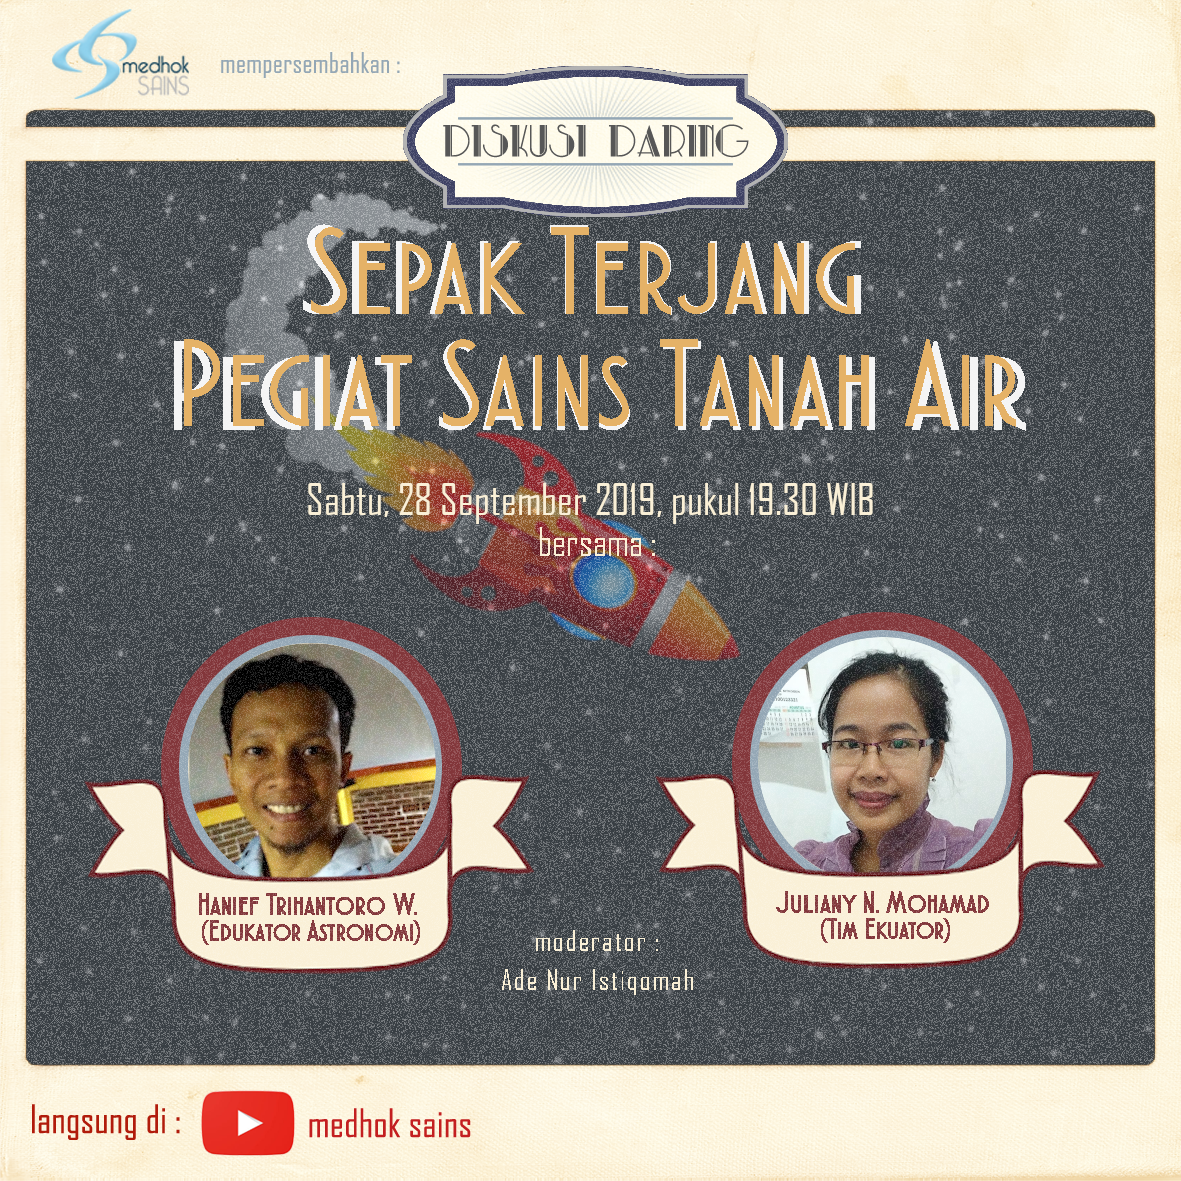 medhok
SAINS
mempersembahkan :
DISKUSI DARING
SEPAK TERJANG
PEGIAT SAINS TANAH AIR
Sabtu, 28 September 2019, pukul 19.30 WIB
bersama :
HANIEF TRIHANTORO W.
(EDUKATOR ASTRONOMI)
JULIANY N. MOHAMAD
(TIM EKUATOR)
moderator :
Ade Nur Istiqomah
langsung di :
medhok sains